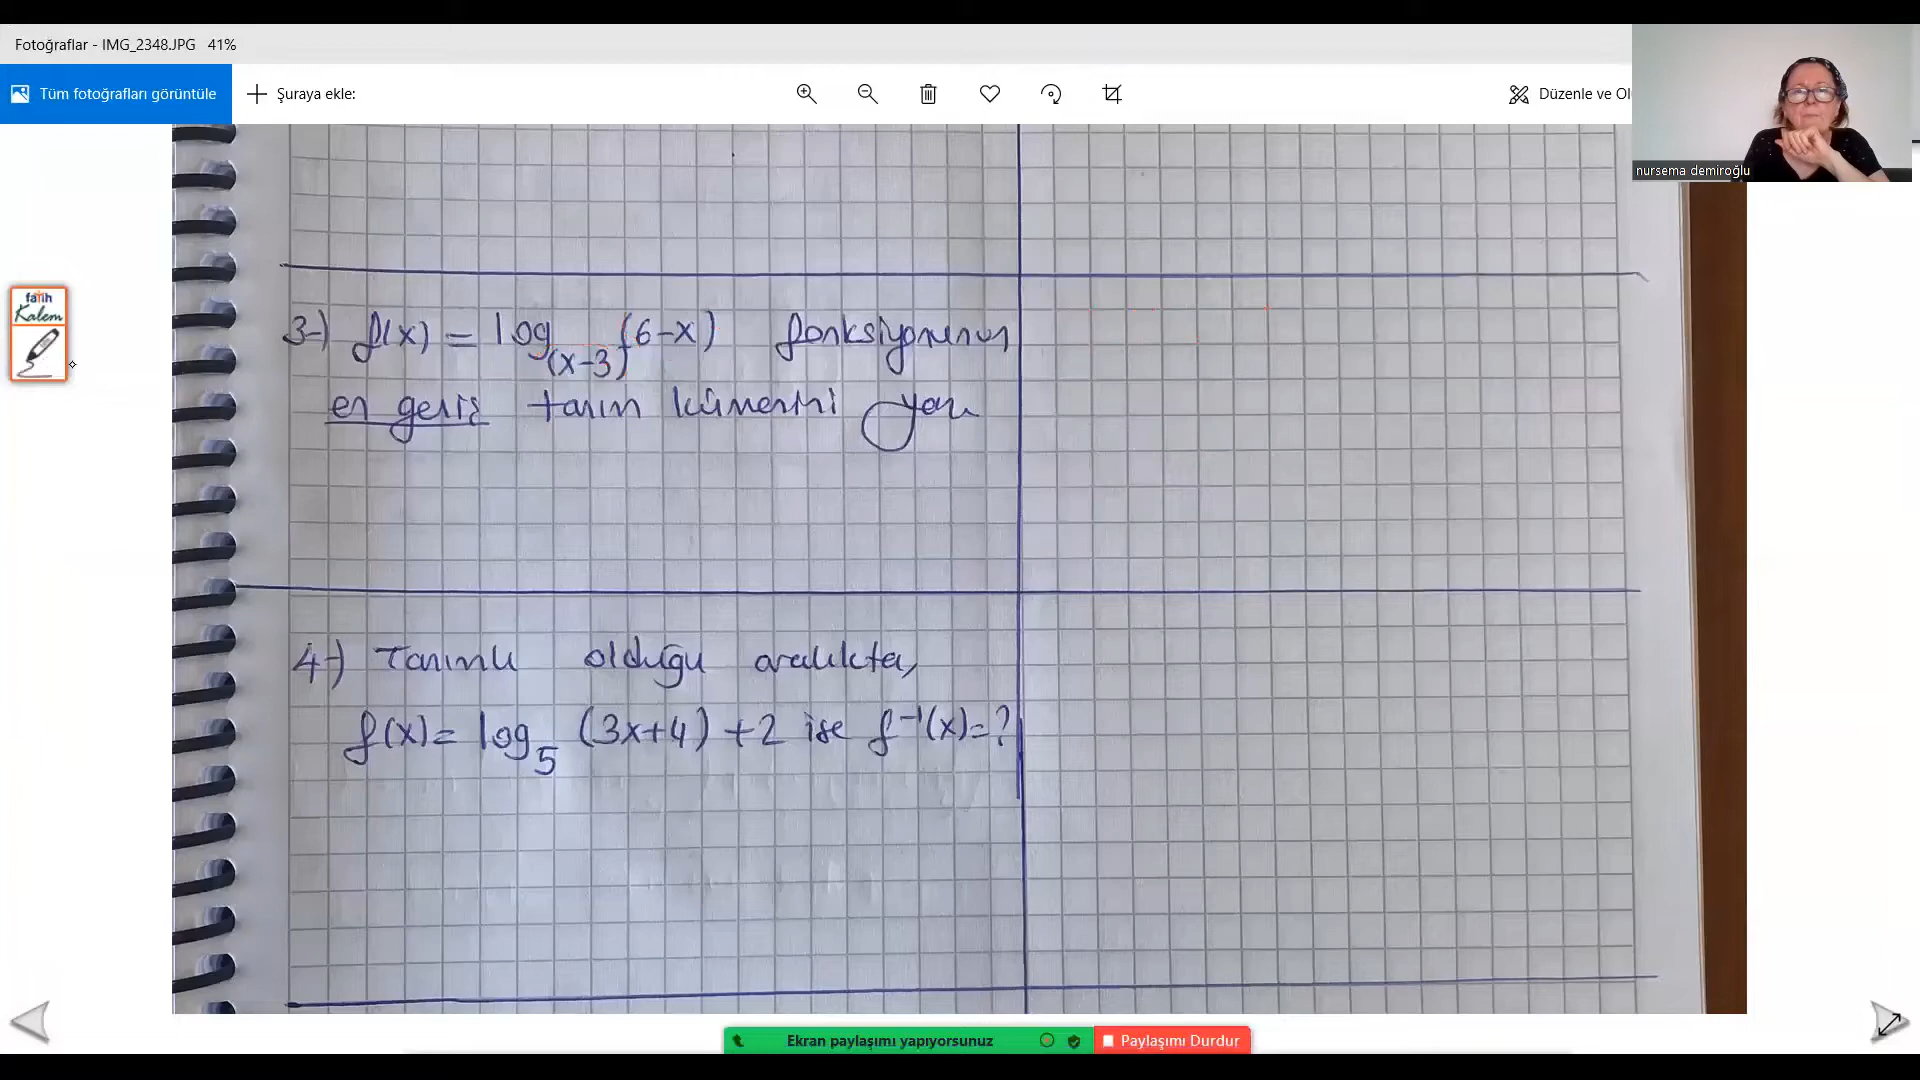 Fotoğraflar - IMG_2348.JPG 41%
Tüm fotoğrafları görüntüle
Şuraya ekle:
Düzenle ve Ol
nursema demiroğlu
fatih
Kalem
3-) f(x) = log(x-3) (6-x) fonksiyonunun
en geniş tanım kümesini yazı
4-) Tanımlı olduğu aralıkta,
f(x) = log5 (3x+4) +2 ise f⁻¹(x)=?
Ekran paylaşımı yapıyorsunuz
Paylaşımı Durdur